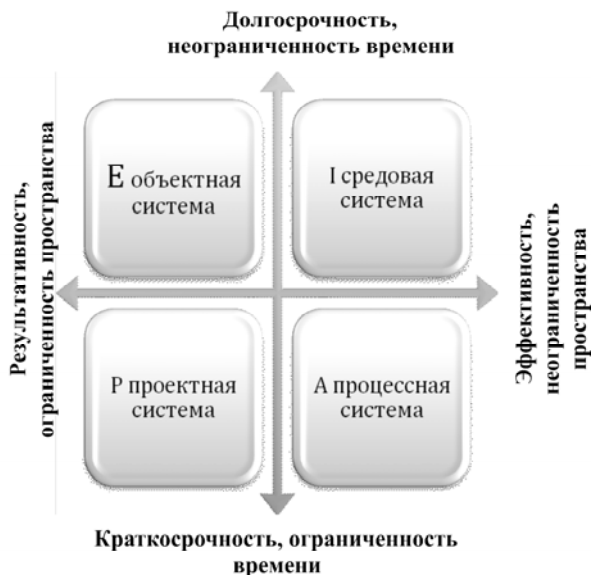 Долгосрочность,
неограниченность времени
Результативность,
ограниченность пространства
E объектная
система
I средовая
система
Эффективность,
неограниченность
пространства
P проектная
система
A процессная
система
Краткосрочность, ограниченность
времени